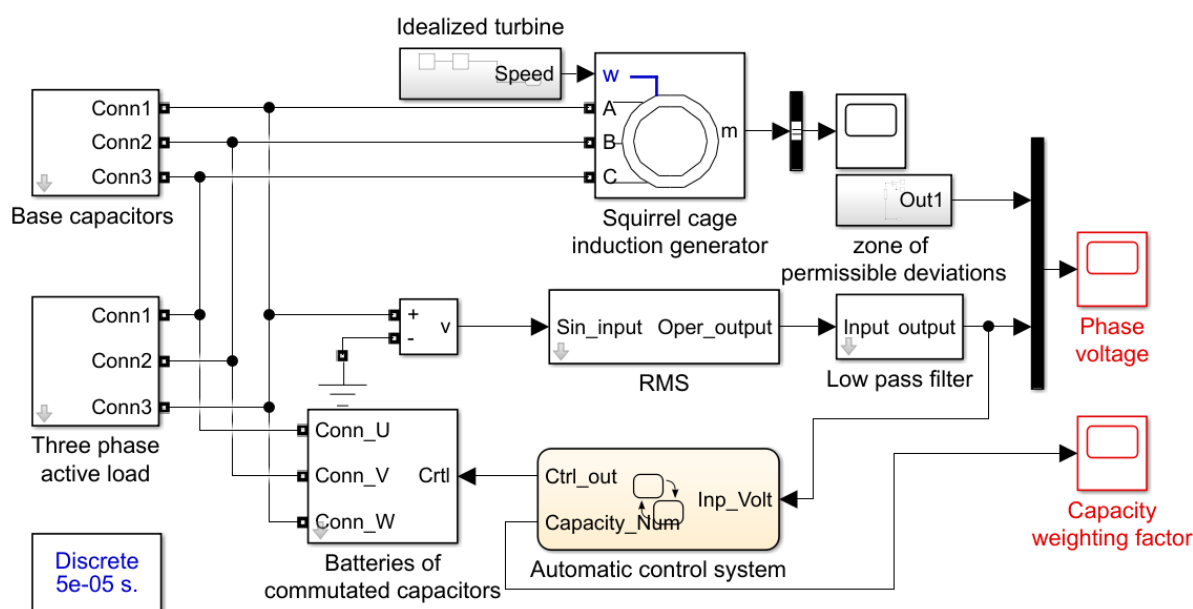 Idealized turbine
Speed
w
A
B
C
m
Squirrel cage
induction generator
Conn1
Conn2
Conn3
Base capacitors
Out1
zone of
permissible deviations
Conn1
Conn2
Conn3
Three phase
active load
+
-
v
Sin_input Oper_output
RMS
Input output
Low pass filter
Phase
voltage
Conn_U
Conn_V
Conn_W
Crtl
Batteries of
commutated capacitors
Ctrl_out
Capacity_Num
Inp_Volt
Automatic control system
Capacity
weighting factor
Discrete
5e-05 s.